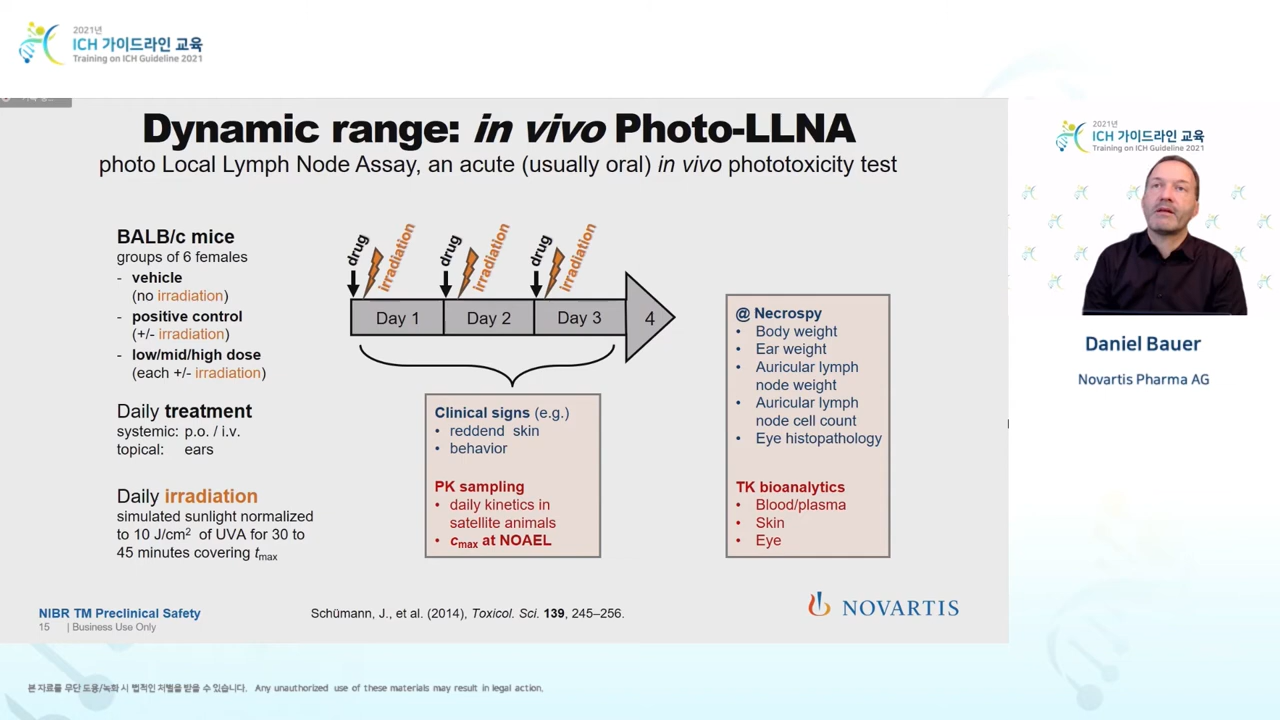 2021년
ICH 가이드라인 교육
Training on ICH Guideline 2021
Dynamic range: in vivo Photo-LLNA
photo Local Lymph Node Assay, an acute (usually oral) in vivo phototoxicity test
BALB/c mice
groups of 6 females
- vehicle
(no irradiation)
- positive control
(+/- irradiation)
- low/mid/high dose
(each +/- irradiation)
Daily treatment
systemic: p.o. / i.v.
topical: ears
Daily irradiation
simulated sunlight normalized
to 10 J/cm² of UVA for 30 to
45 minutes covering tmax
drug irradiation drug irradiation drug irradiation
Day 1 Day 2 Day 3 4
Clinical signs (e.g.)
• reddend skin
• behavior
PK sampling
• daily kinetics in
satellite animals
• cmax at NOAEL
@ Necrospy
• Body weight
• Ear weight
• Auricular lymph
node weight
• Auricular lymph
node cell count
• Eye histopathology
TK bioanalytics
• Blood/plasma
• Skin
• Eye
NIBR TM Preclinical Safety
15 | Business Use Only
Schümann, J., et al. (2014), Toxicol. Sci. 139, 245–256.
NOVARTIS
2021년
ICH 가이드라인 교육
Training on ICH Guideline 2021
Daniel Bauer
Novartis Pharma AG
본 자료를 무단 도용/녹화 시 법적인 처벌을 받을 수 있습니다. Any unauthorized use of these materials may result in legal action.